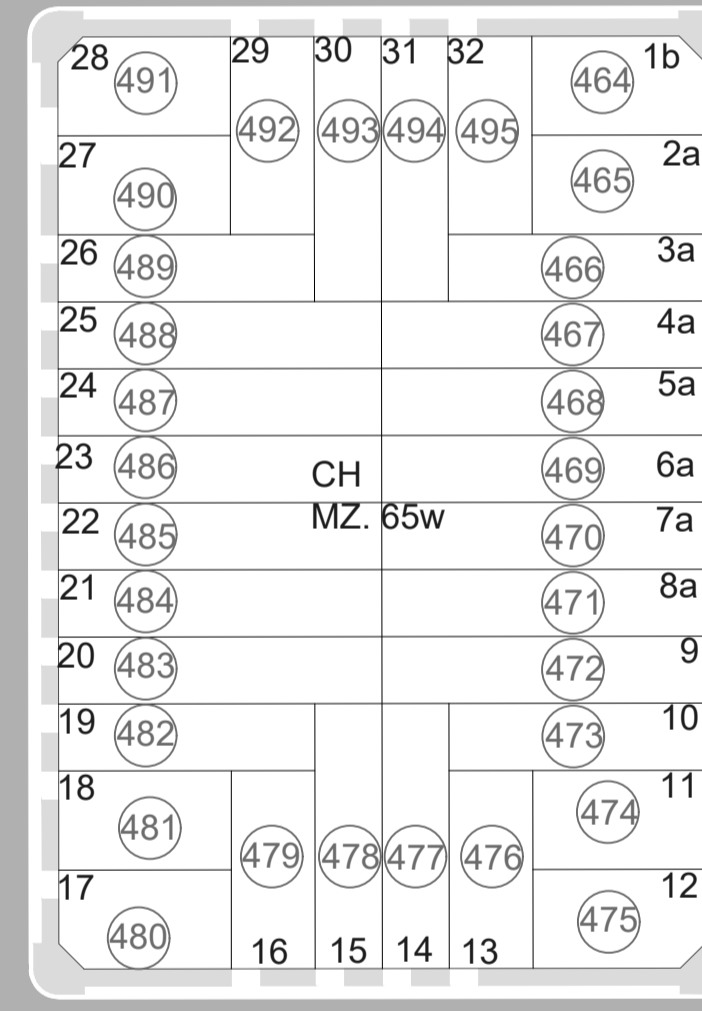 28 491 29 30 31 32 464 1b
492 493 494 495
27 490 465 2a
26 489 466 3a
25 488 467 4a
24 487 468 5a
23 486 469 6a
CH
MZ. 65w
22 485 470 7a
21 484 471 8a
20 483 472 9
19 482 473 10
18 481 474 11
479 478 477 476
17 480 475 12
16 15 14 13